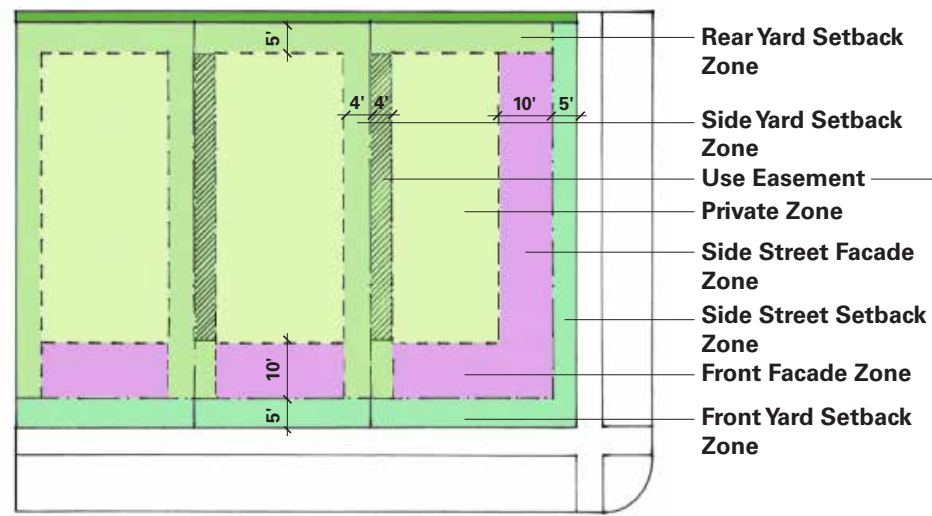 5'
4' 4' 10' 5'
10'
5'
Rear Yard Setback
Zone
Side Yard Setback
Zone
Use Easement
Private Zone
Side Street Facade
Zone
Side Street Setback
Zone
Front Facade Zone
Front Yard Setback
Zone